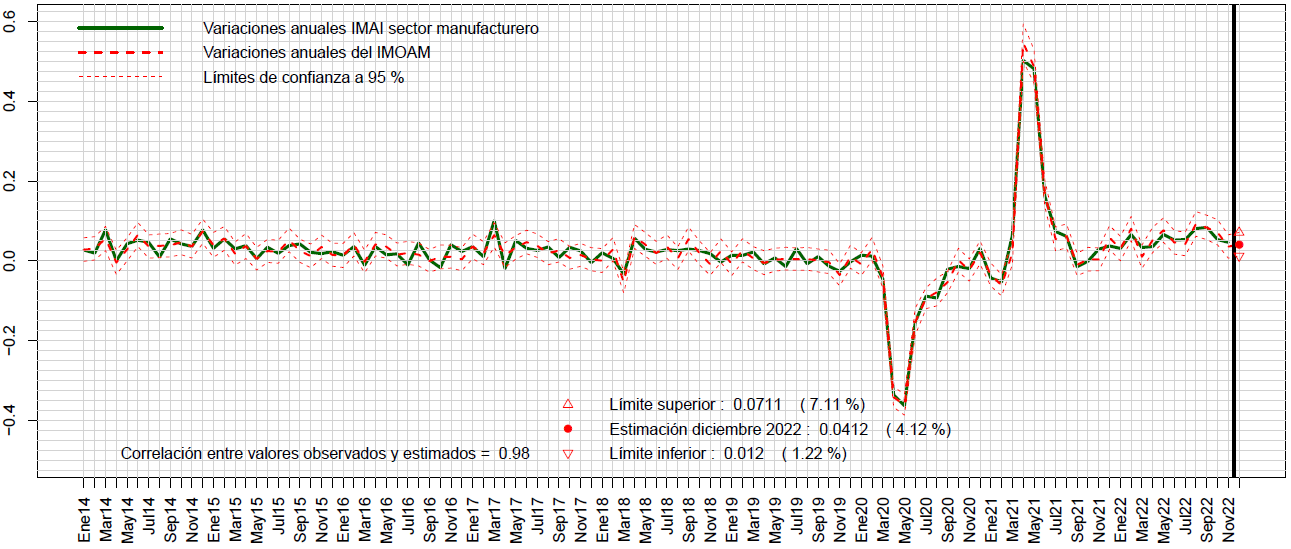 0.6
0.4
0.2
0.0
−0.2
−0.4
Variaciones anuales IMAI sector manufacturero
Variaciones anuales del IMOAM
Límites de confianza a 95 %
Límite superior : 0.0711 ( 7.11 %)
Estimación diciembre 2022 : 0.0412 ( 4.12 %)
Correlación entre valores observados y estimados = 0.98
Límite inferior : 0.012 ( 1.22 %)
Ene14
Mar14
May14
Jul14
Sep14
Nov14
Ene15
Mar15
May15
Jul15
Sep15
Nov15
Ene16
Mar16
May16
Jul16
Sep16
Nov16
Ene17
Mar17
May17
Jul17
Sep17
Nov17
Ene18
Mar18
May18
Jul18
Sep18
Nov18
Ene19
Mar19
May19
Jul19
Sep19
Nov19
Ene20
Mar20
May20
Jul20
Sep20
Nov20
Ene21
Mar21
May21
Jul21
Sep21
Nov21
Ene22
Mar22
May22
Jul22
Sep22
Nov22